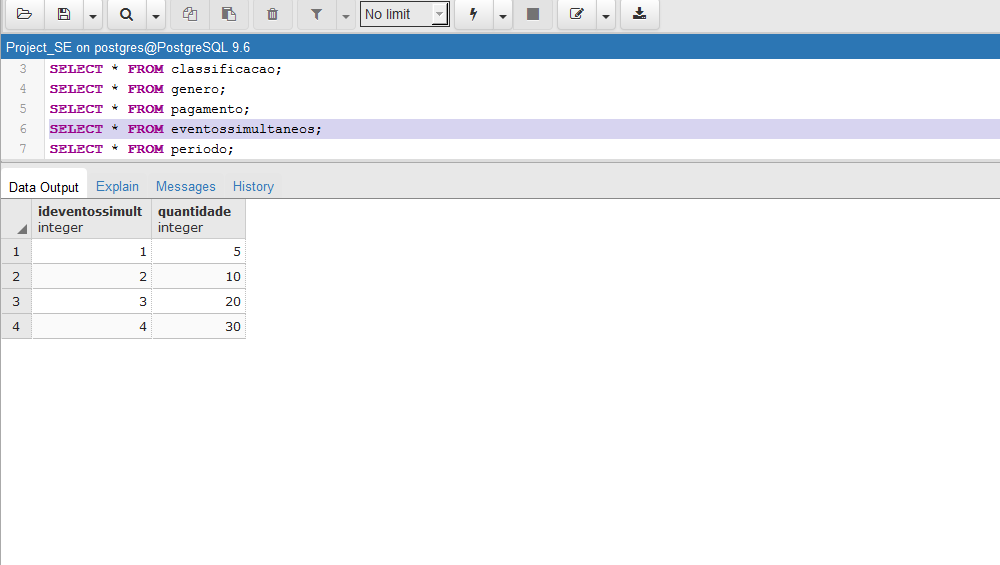 No limit
Project_SE on postgres@PostgreSQL 9.6
3 SELECT * FROM classificacao;
4 SELECT * FROM genero;
5 SELECT * FROM pagamento;
6 SELECT * FROM eventossimultaneos;
7 SELECT * FROM periodo;
Data Output Explain Messages History
ideventossimult quantidade
integer integer
1 1 5
2 2 10
3 3 20
4 4 30